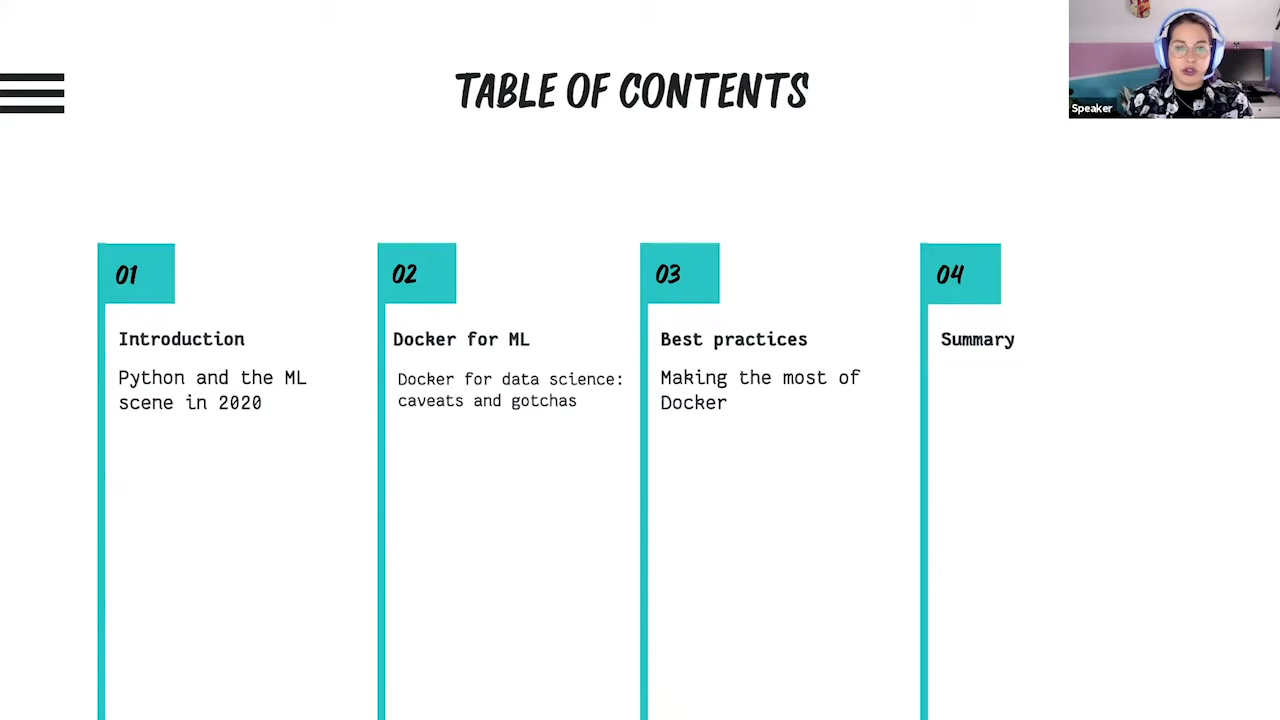 TABLE OF CONTENTS
Speaker
01
Introduction
Python and the ML
scene in 2020
02
Docker for ML
Docker for data science:
caveats and gotchas
03
Best practices
Making the most of
Docker
04
Summary